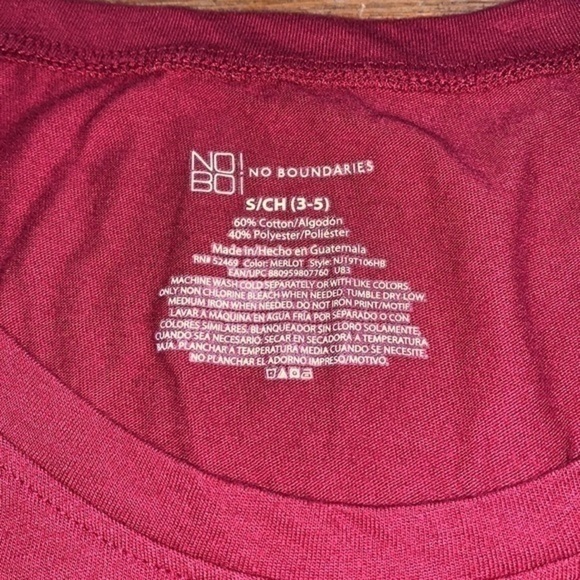 NO!
BOi
NO BOUNDARIES
S/CH (3-5)
60% Cotton/Algodón
40% Polyester/Poliéster
Made in/Hecho en Guatemala
RN# 52469 Color: MERLOT Style: NJ19T106HB
EAN/UPC 880959807760 UB3
MACHINE WASH COLD SEPARATELY OR WITH LIKE COLORS.
ONLY NON CHLORINE BLEACH WHEN NEEDED. TUMBLE DRY LOW.
MEDIUM IRON WHEN NEEDED. DO NOT IRON PRINT/MOTIF
LAVAR A MAQUINA EN AGUA FRÍA POR SEPARADO O CON
COLORES SIMILARES. BLANQUEADOR SIN CLORO SOLAMENTE,
CUANDO SEA NECESARIO: SECAR EN SECADORA A TEMPERATURA
BAJA. PLANCHAR A TEMPERATURA MEDIA CUANDO SE NECESITE,
NO PLANCHAR EL ADORNO IMPRESO/MOTIVO.